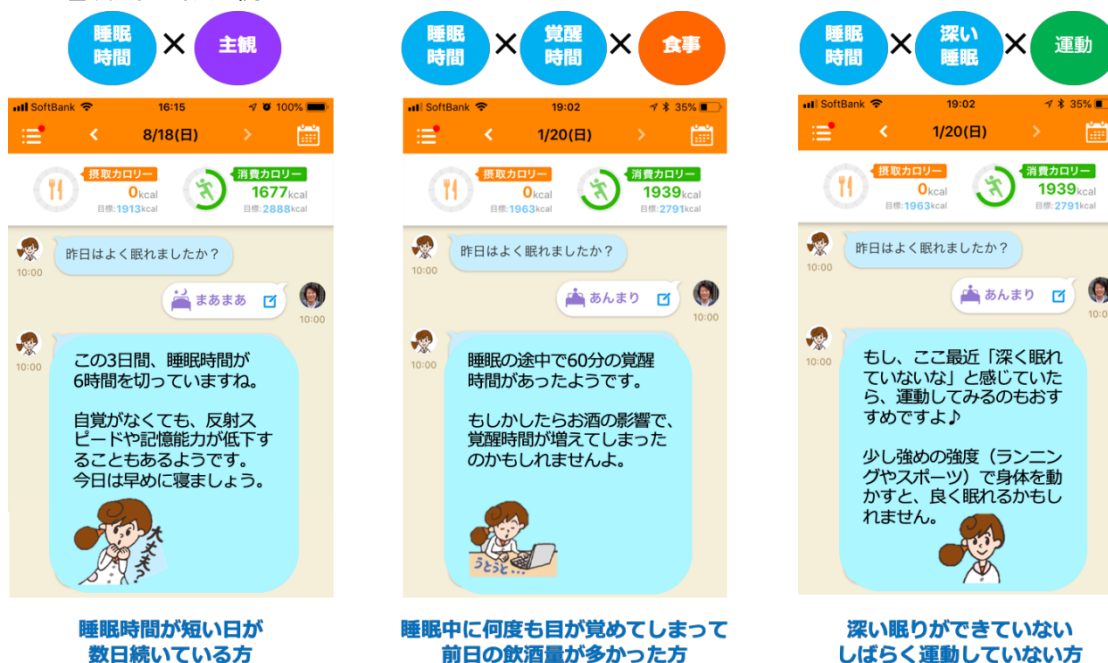 睡眠
時間
×
主観
SoftBank 16:15 100%
8/18(日)
摂取カロリー
0kcal
目標:1913kcal
消費カロリー
1677kcal
目標:2888kcal
昨日はよく眠れましたか？
10:00
まあまあ
10:00
10:00
この3日間、睡眠時間が
6時間を切っていますね。
自覚がなくても、反射ス
ピードや記憶能力が低下す
ることもあるようです。
今日は早めに寝ましょう。
大丈夫？
睡眠時間が短い日が
数日続いている方
睡眠
時間
×
覚醒
時間
×
食事
SoftBank 19:02 35%
1/20(日)
摂取カロリー
0kcal
目標:1963kcal
消費カロリー
1939kcal
目標:2791kcal
昨日はよく眠れましたか？
10:00
あんまり
10:00
10:00
睡眠の途中で60分の覚醒
時間があったようです。
もしかしたらお酒の影響で、
覚醒時間が増えてしまった
のかもしれませんよ。
うとうと…
睡眠中に何度も目が覚めてしまって
前日の飲酒量が多かった方
睡眠
時間
×
深い
睡眠
×
運動
SoftBank 19:02 35%
1/20(日)
摂取カロリー
0kcal
目標:1963kcal
消費カロリー
1939kcal
目標:2791kcal
昨日はよく眠れましたか？
10:00
あんまり
10:00
もし、ここ最近「深く眠れ
ていないな」と感じていた
ら、運動してみるのもおす
すめですよ♪
少し強めの強度（ランニン
グやスポーツ）で身体を動
かすと、良く眠れるかもし
れません。
深い眠りができていない
しばらく運動していない方